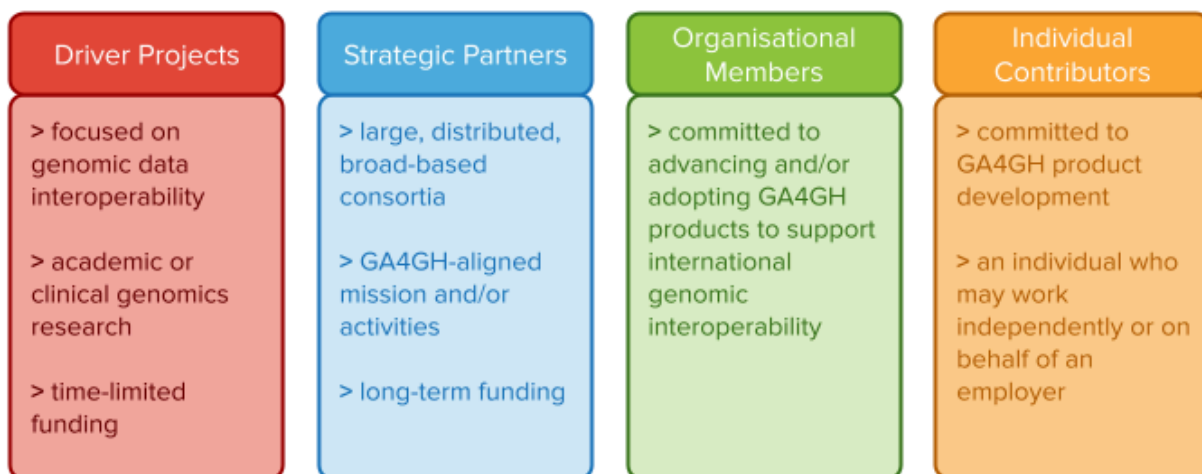 Driver Projects
> focused on
genomic data
interoperability
> academic or
clinical genomics
research
> time-limited
funding
Strategic Partners
> large, distributed,
broad-based
consortia
> GA4GH-aligned
mission and/or
activities
> long-term funding
Organisational
Members
> committed to
advancing and/or
adopting GA4GH
products to support
international
genomic
interoperability
Individual
Contributors
> committed to
GA4GH product
development
> an individual who
may work
independently or on
behalf of an
employer